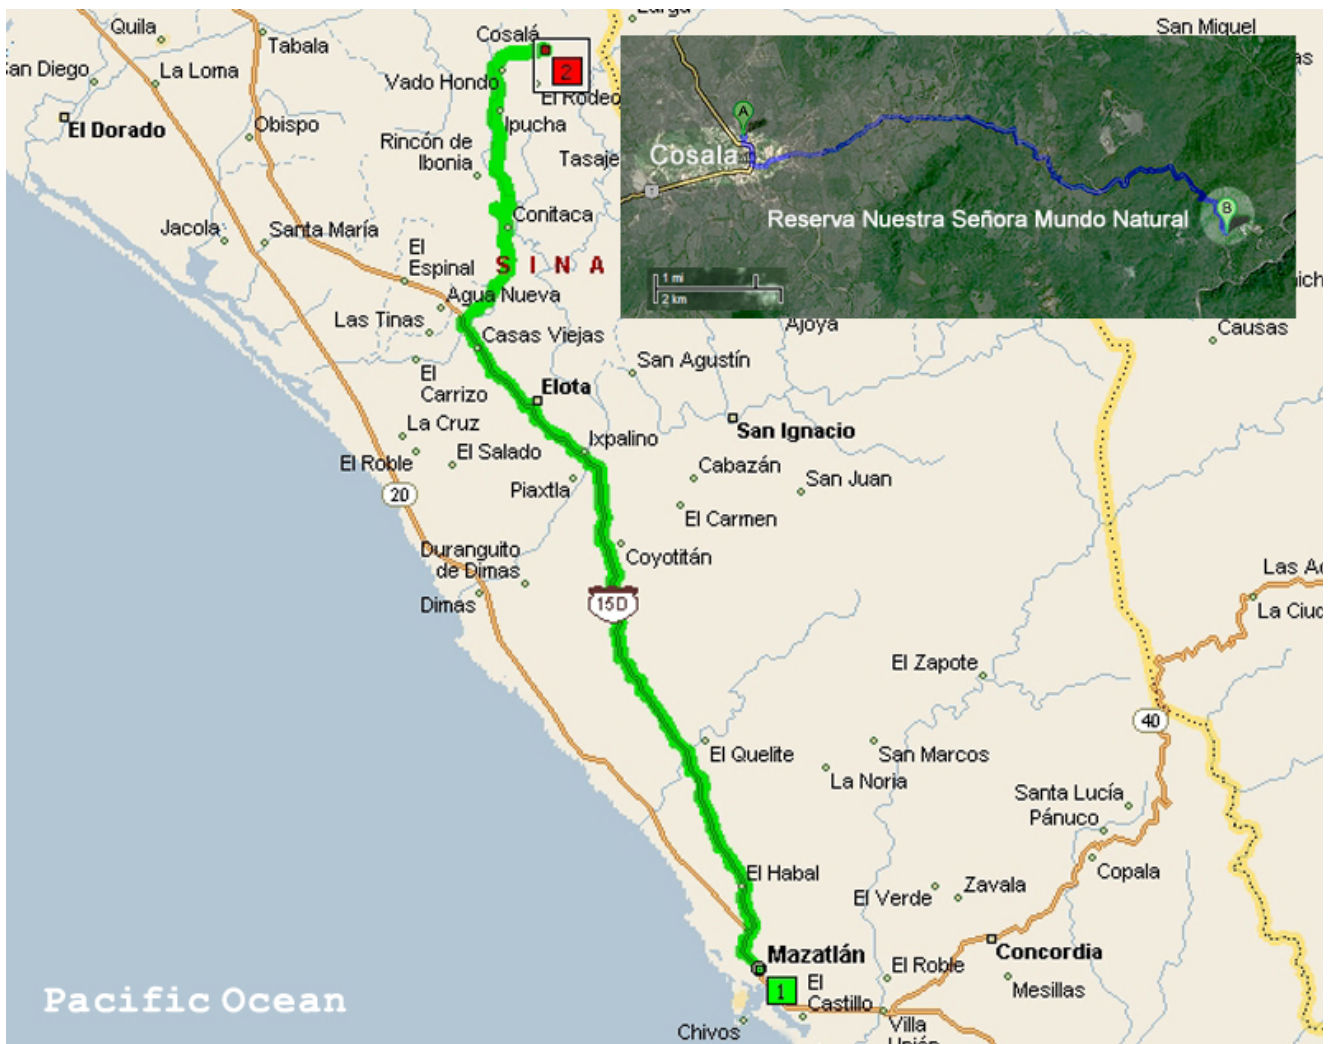 Larga
Quila
Cosalá
San Miquel
Tabala
San Diego
La Loma
2
Vado Hondo
El Rodeo
El Dorado
Obispo
Ipucha
A
Rincón de
Ibonia
Tasaje
Cosala
1
B
Reserva Nuestra Señora Mundo Natural
Jacola
Santa María
Conitaca
El
Espinal
S I N A
1 mi
2 km
Agua Nueva
Las Tinas
Casas Viejas
Ajoya
Causas
San Agustín
El
Carrizo
Elota
La Cruz
San Ignacio
Ixpalino
El Roble
El Salado
Cabazán
San Juan
20
Piaxtla
El Carmen
Duranguito
de Dimas
Coyotitán
Dimas
15D
La Ciud
El Zapote
40
El Quelite
San Marcos
La Noria
Santa Lucía
Pánuco
El Habal
Copala
El Verde
Zavala
Mazatlán
Concordia
El Roble
Mesillas
1
El
Castillo
Pacific Ocean
Chivos
Villa
Unión